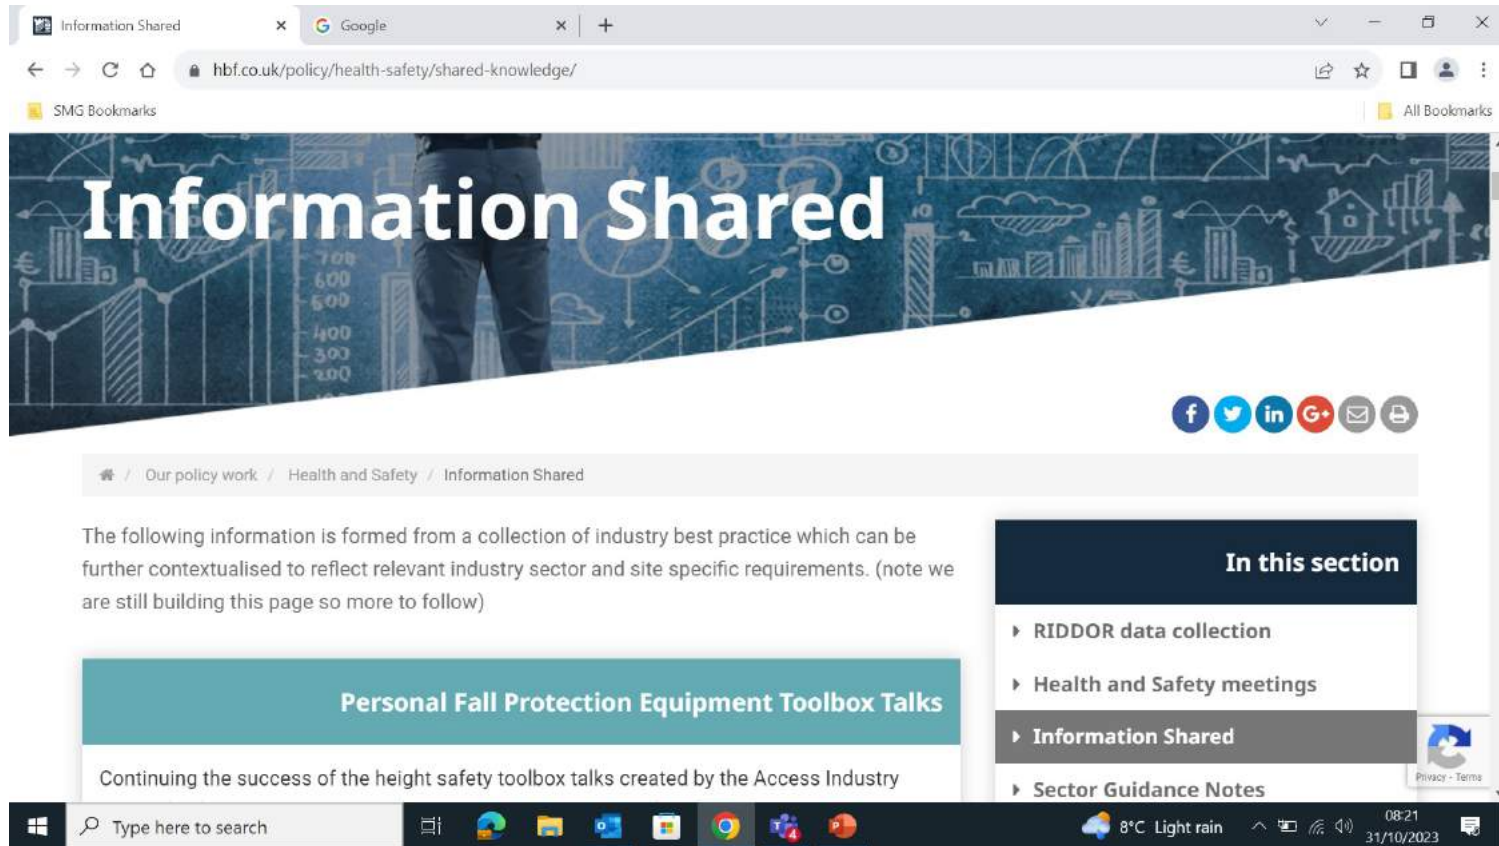 Information Shared
Google
hbf.co.uk/policy/health-safety/shared-knowledge/
SMG Bookmarks
All Bookmarks
Information Shared
700
600
500
400
300
200
Our policy work / Health and Safety / Information Shared
The following information is formed from a collection of industry best practice which can be
further contextualised to reflect relevant industry sector and site specific requirements. (note we
are still building this page so more to follow)
Personal Fall Protection Equipment Toolbox Talks
Continuing the success of the height safety toolbox talks created by the Access Industry
In this section
RIDDOR data collection
Health and Safety meetings
Information Shared
Sector Guidance Notes
Privacy - Terms
Type here to search
4
8°C Light rain
08:21
31/10/2023